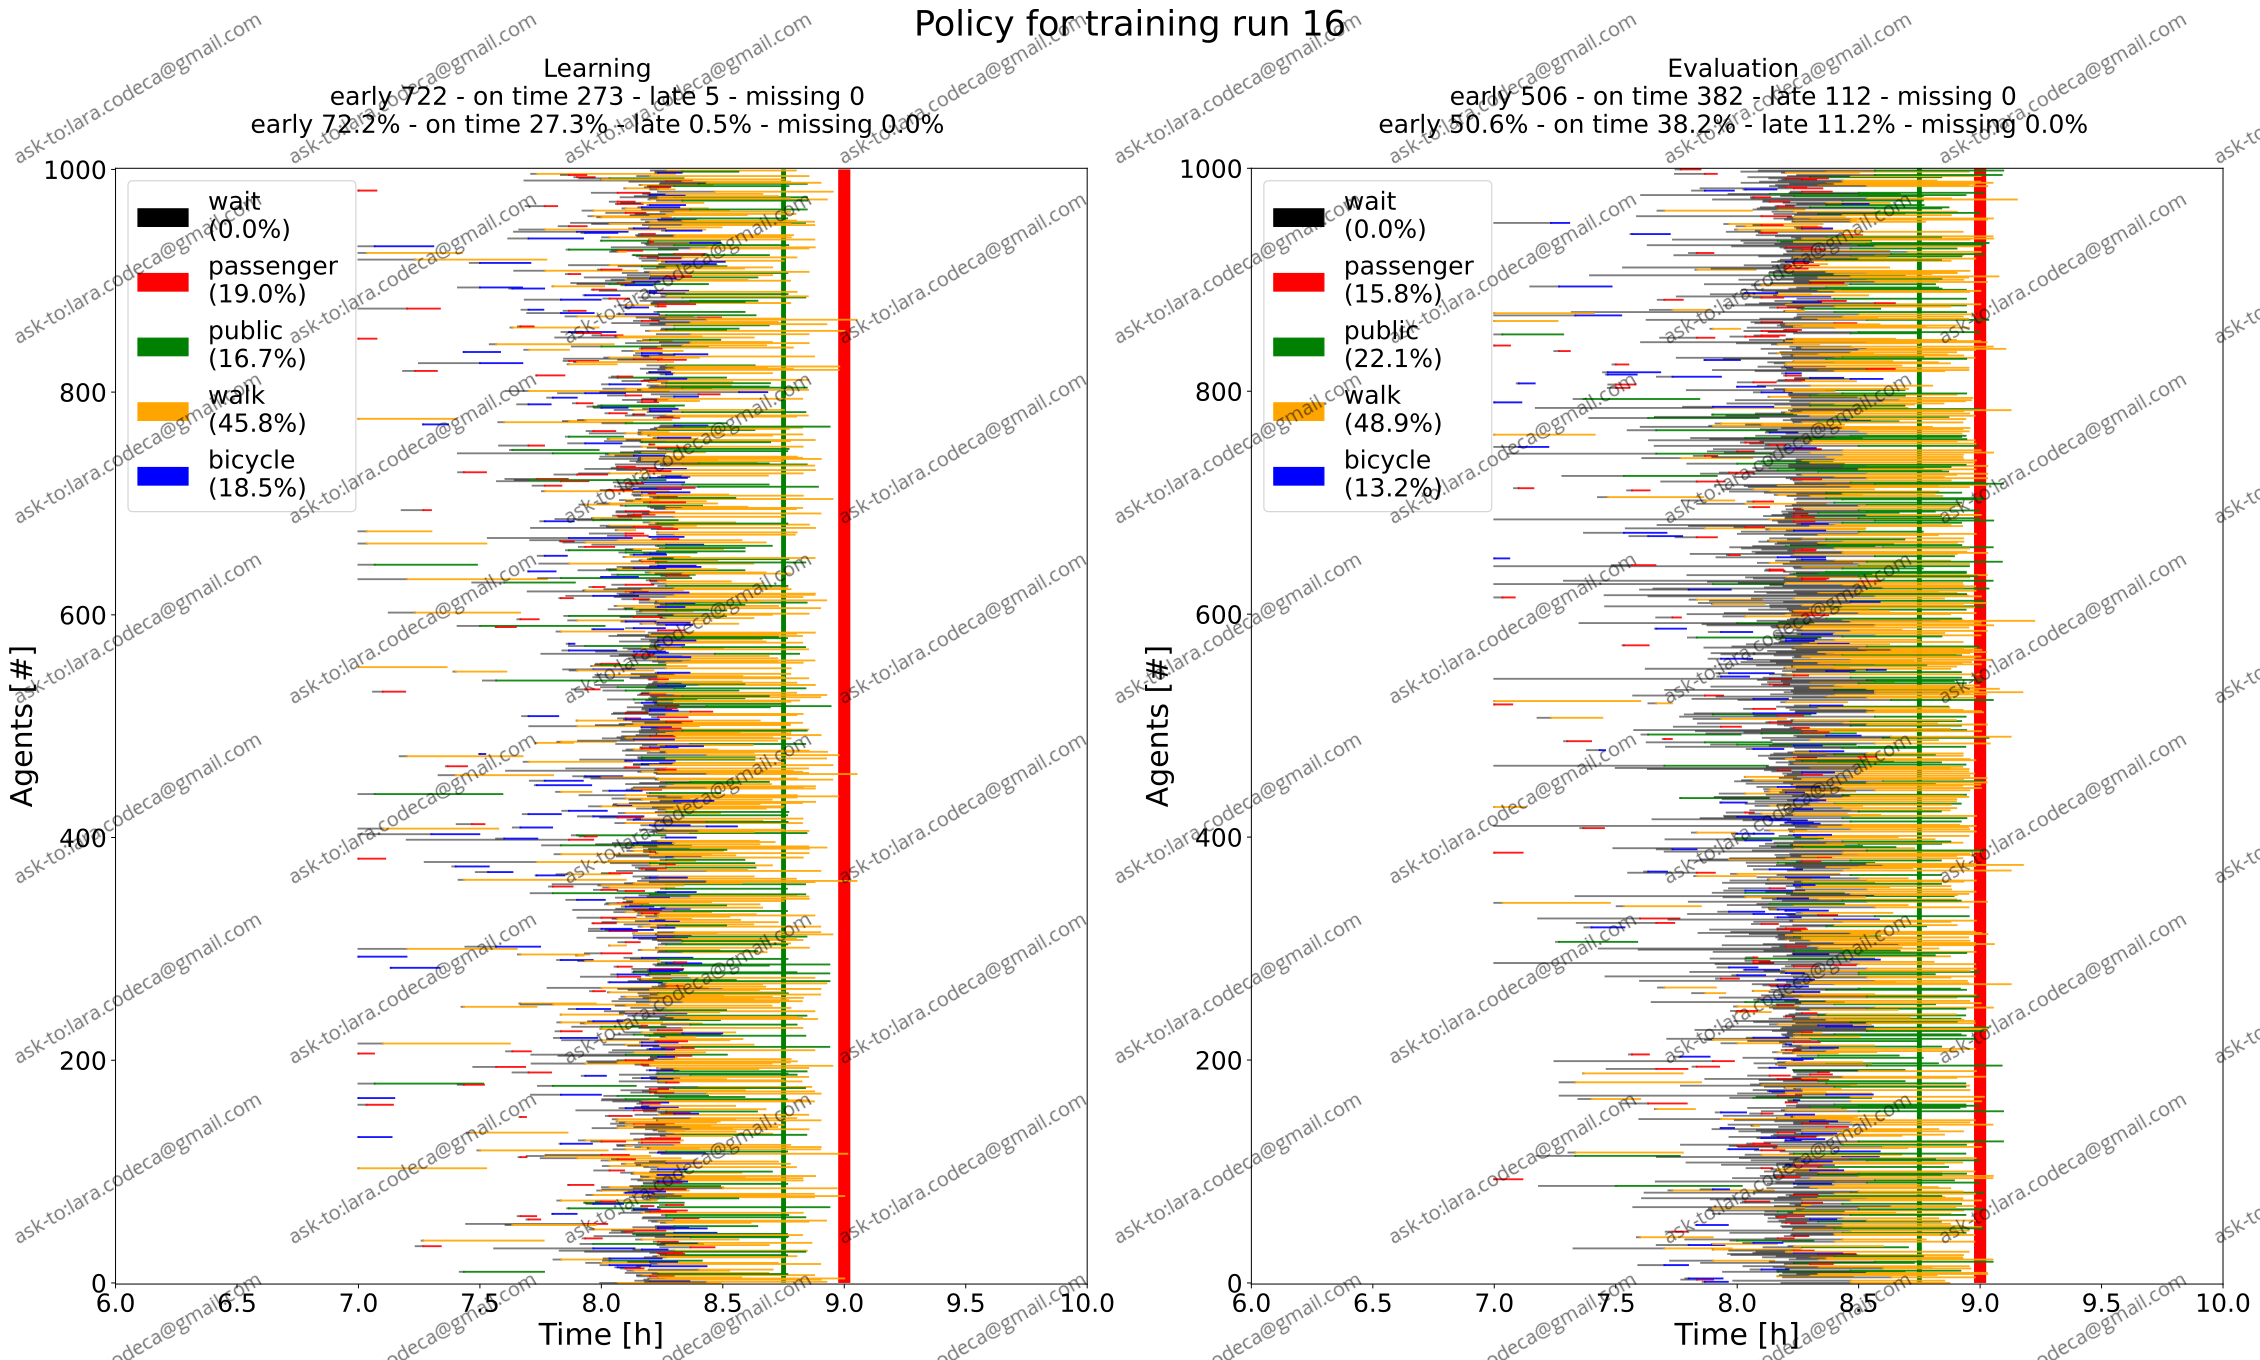 Policy for training run 16
Learning
early 722 - on time 273 - late 5 - missing 0
early 72.2% - on time 27.3% - late 0.5% - missing 0.0%
1000
800
600
400
200
0
Agents [#]
wait
(0.0%)
passenger
(19.0%)
public
(16.7%)
walk
(45.8%)
bicycle
(18.5%)
6.0 6.5 7.0 7.5 8.0 8.5 9.0 9.5 10.0
Time [h]
Evaluation
early 506 - on time 382 - late 112 - missing 0
early 50.6% - on time 38.2% - late 11.2% - missing 0.0%
1000
800
600
400
200
0
Agents [#]
wait
(0.0%)
passenger
(15.8%)
public
(22.1%)
walk
(48.9%)
bicycle
(13.2%)
6.0 6.5 7.0 7.5 8.0 8.5 9.0 9.5 10.0
Time [h]
ask-to:lara.codeca@gmail.com